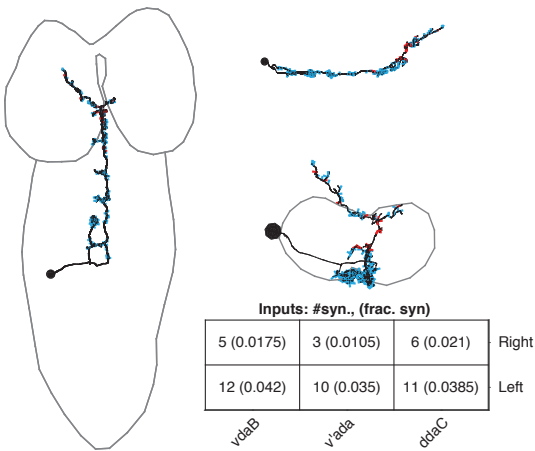 Inputs: #syn., (frac. syn)
5 (0.0175) 3 (0.0105) 6 (0.021) Right
12 (0.042) 10 (0.035) 11 (0.0385) Left
vdaB v'ada ddaC